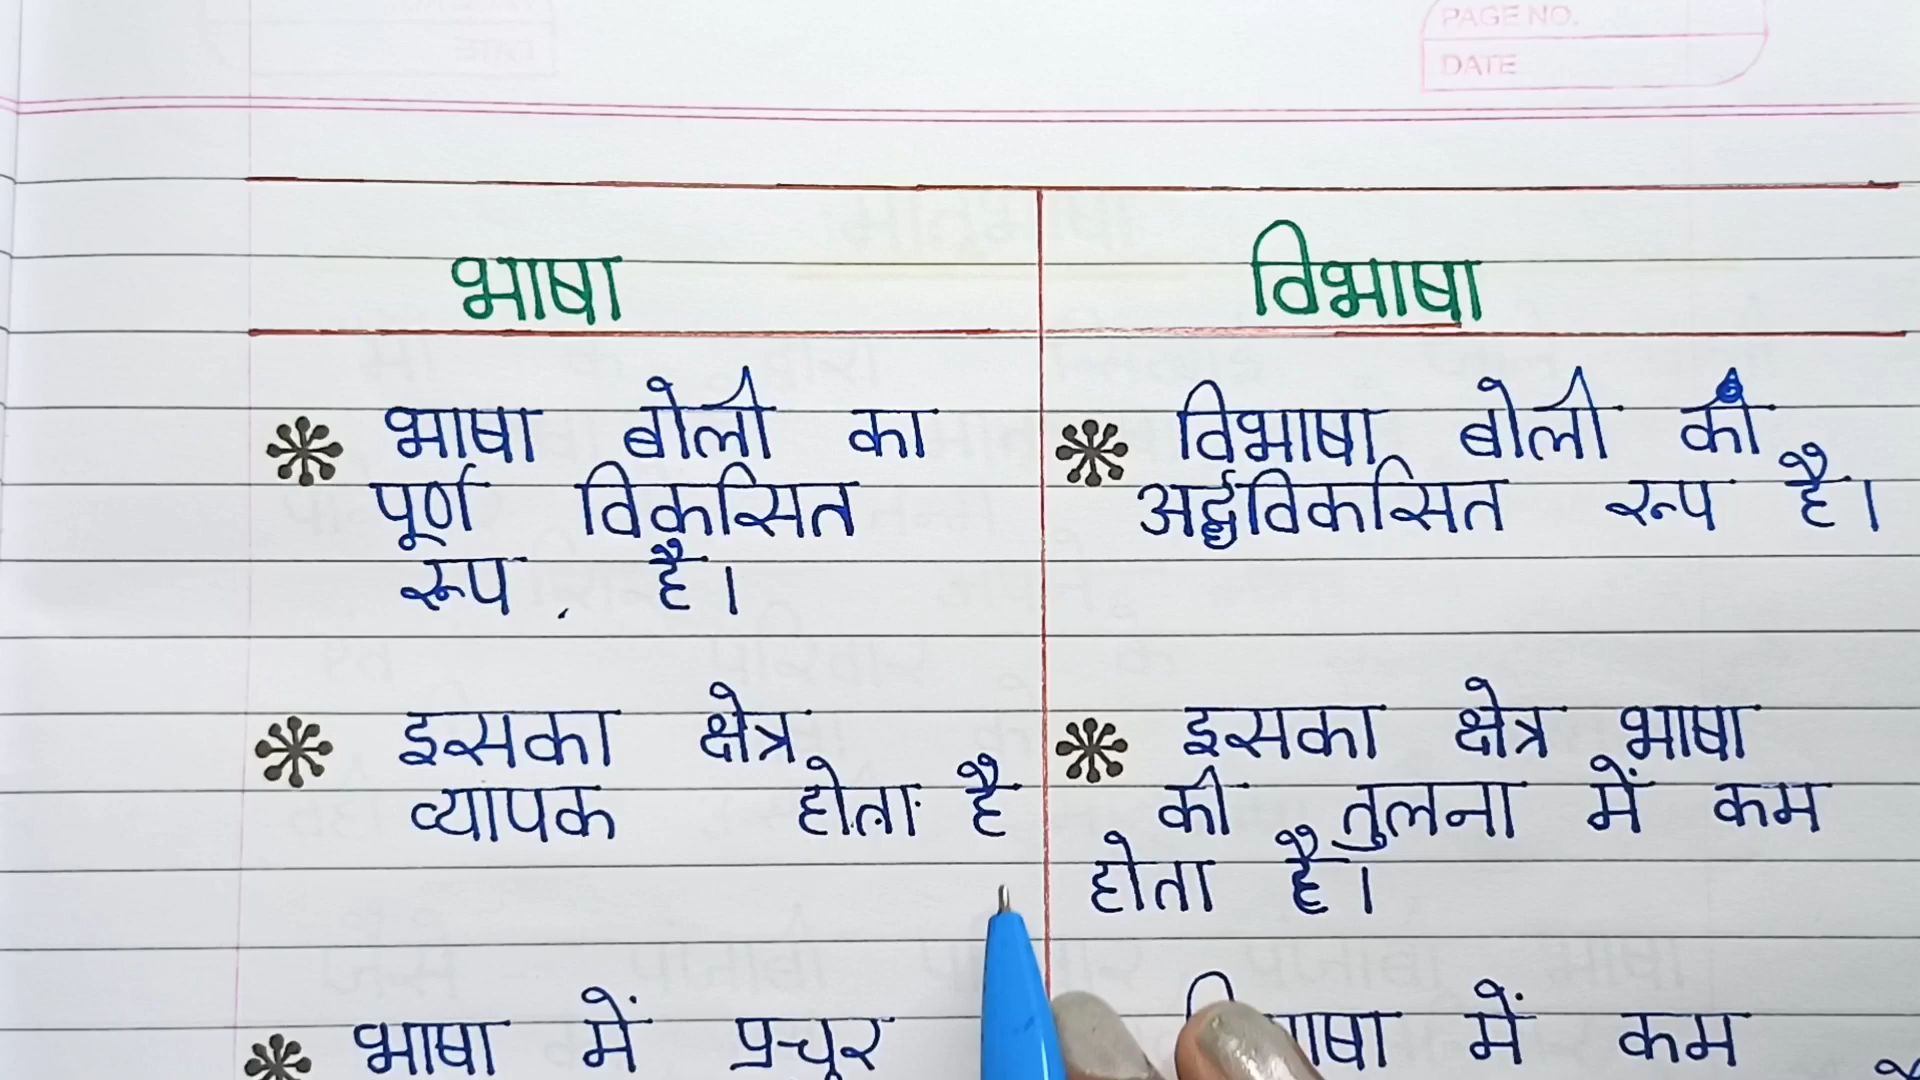 PAGE NO.
DATE
भाषा
विभाषा
भाषा बोली का
पूर्ण विकसित
रूप है।
विभाषा बोली की
अर्द्धविकसित रूप है।
इसका क्षेत्र
व्यापक होता है
इसका क्षेत्र भाषा
की तुलना में कम
होता है।
भाषा में प्रचूर
में कम